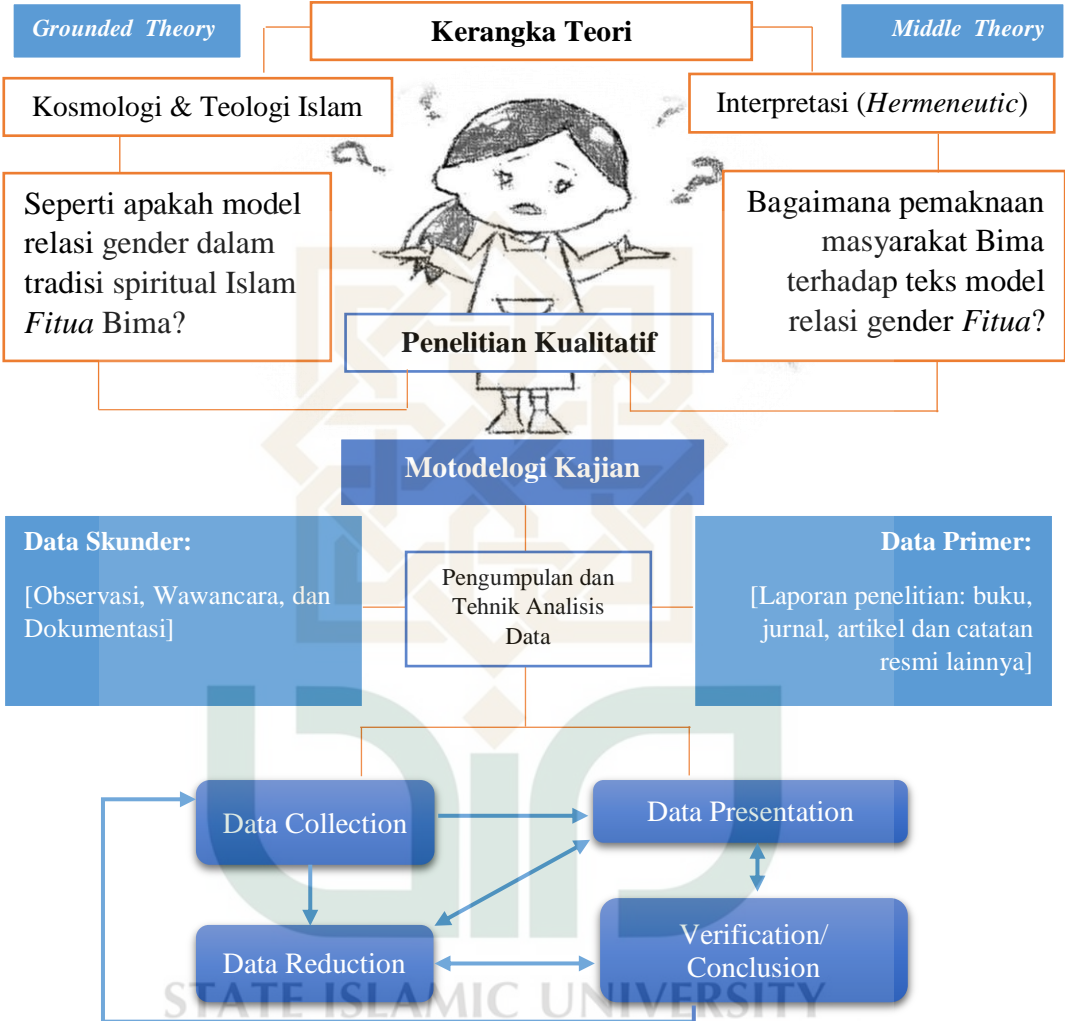 Grounded Theory
Kerangka Teori
Middle Theory
Kosmologi & Teologi Islam
Interpretasi (Hermeneutic)
Seperti apakah model
relasi gender dalam
tradisi spiritual Islam
Fitua Bima?
Bagaimana pemaknaan
masyarakat Bima
terhadap teks model
relasi gender Fitua?
Penelitian Kualitatif
Motodelogi Kajian
Data Skunder:
[Observasi, Wawancara, dan
Dokumentasi]
Pengumpulan dan
Tehnik Analisis
Data
Data Primer:
[Laporan penelitian: buku,
jurnal, artikel dan catatan
resmi lainnya]
Data Collection
Data Presentation
Data Reduction
Verification/
Conclusion
STATE ISLAMIC UNIVERSITY